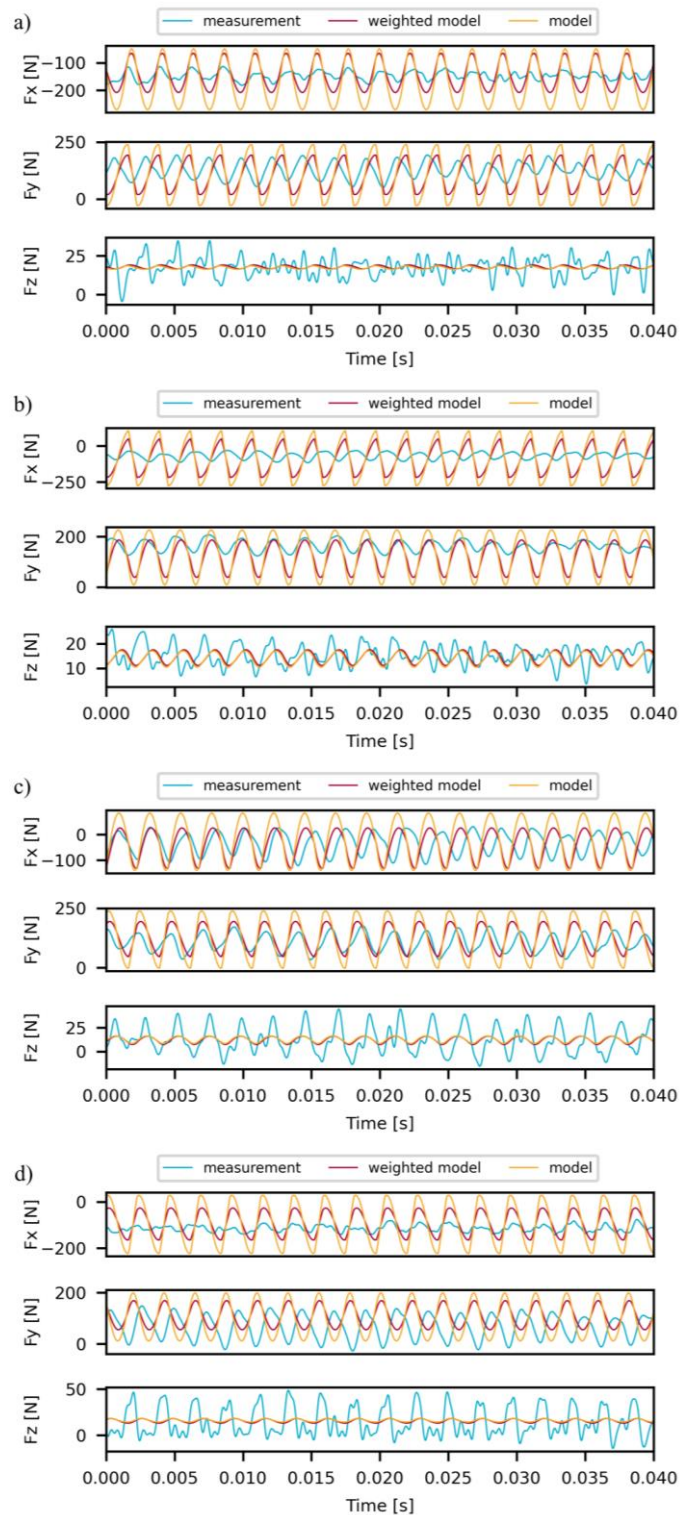 a)
measurement weighted model model
Fx [N]
−100
−200
Fy [N]
250
0
Fz [N]
25
0
0.000 0.005 0.010 0.015 0.020 0.025 0.030 0.035 0.040
Time [s]
b)
measurement weighted model model
Fx [N]
0
−250
Fy [N]
200
0
Fz [N]
20
10
0.000 0.005 0.010 0.015 0.020 0.025 0.030 0.035 0.040
Time [s]
c)
measurement weighted model model
Fx [N]
0
−100
Fy [N]
250
0
Fz [N]
25
0
0.000 0.005 0.010 0.015 0.020 0.025 0.030 0.035 0.040
Time [s]
d)
measurement weighted model model
Fx [N]
0
−200
Fy [N]
200
0
Fz [N]
50
0
0.000 0.005 0.010 0.015 0.020 0.025 0.030 0.035 0.040
Time [s]